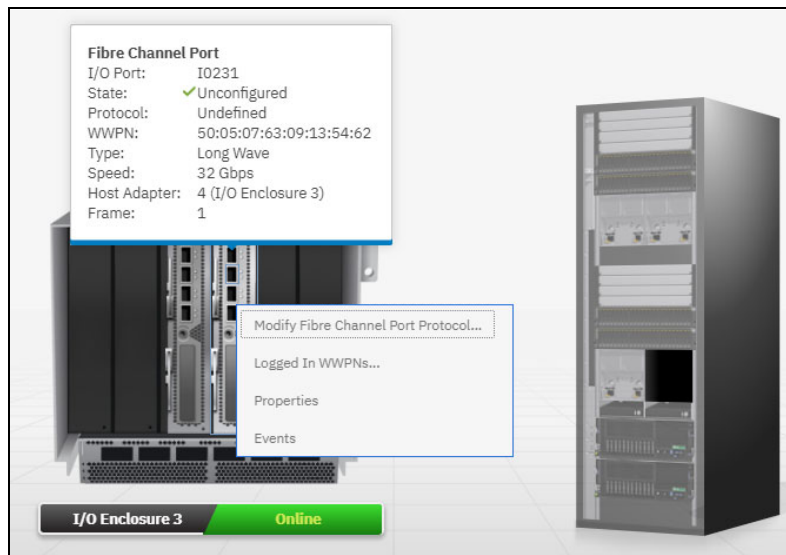 Fibre Channel Port
I/O Port: I0231
State: Unconfigured
Protocol: Undefined
WWPN: 50:05:07:63:09:13:54:62
Type: Long Wave
Speed: 32 Gbps
Host Adapter: 4 (I/O Enclosure 3)
Frame: 1
Modify Fibre Channel Port Protocol...
Logged In WWPNs...
Properties
Events
I/O Enclosure 3 Online